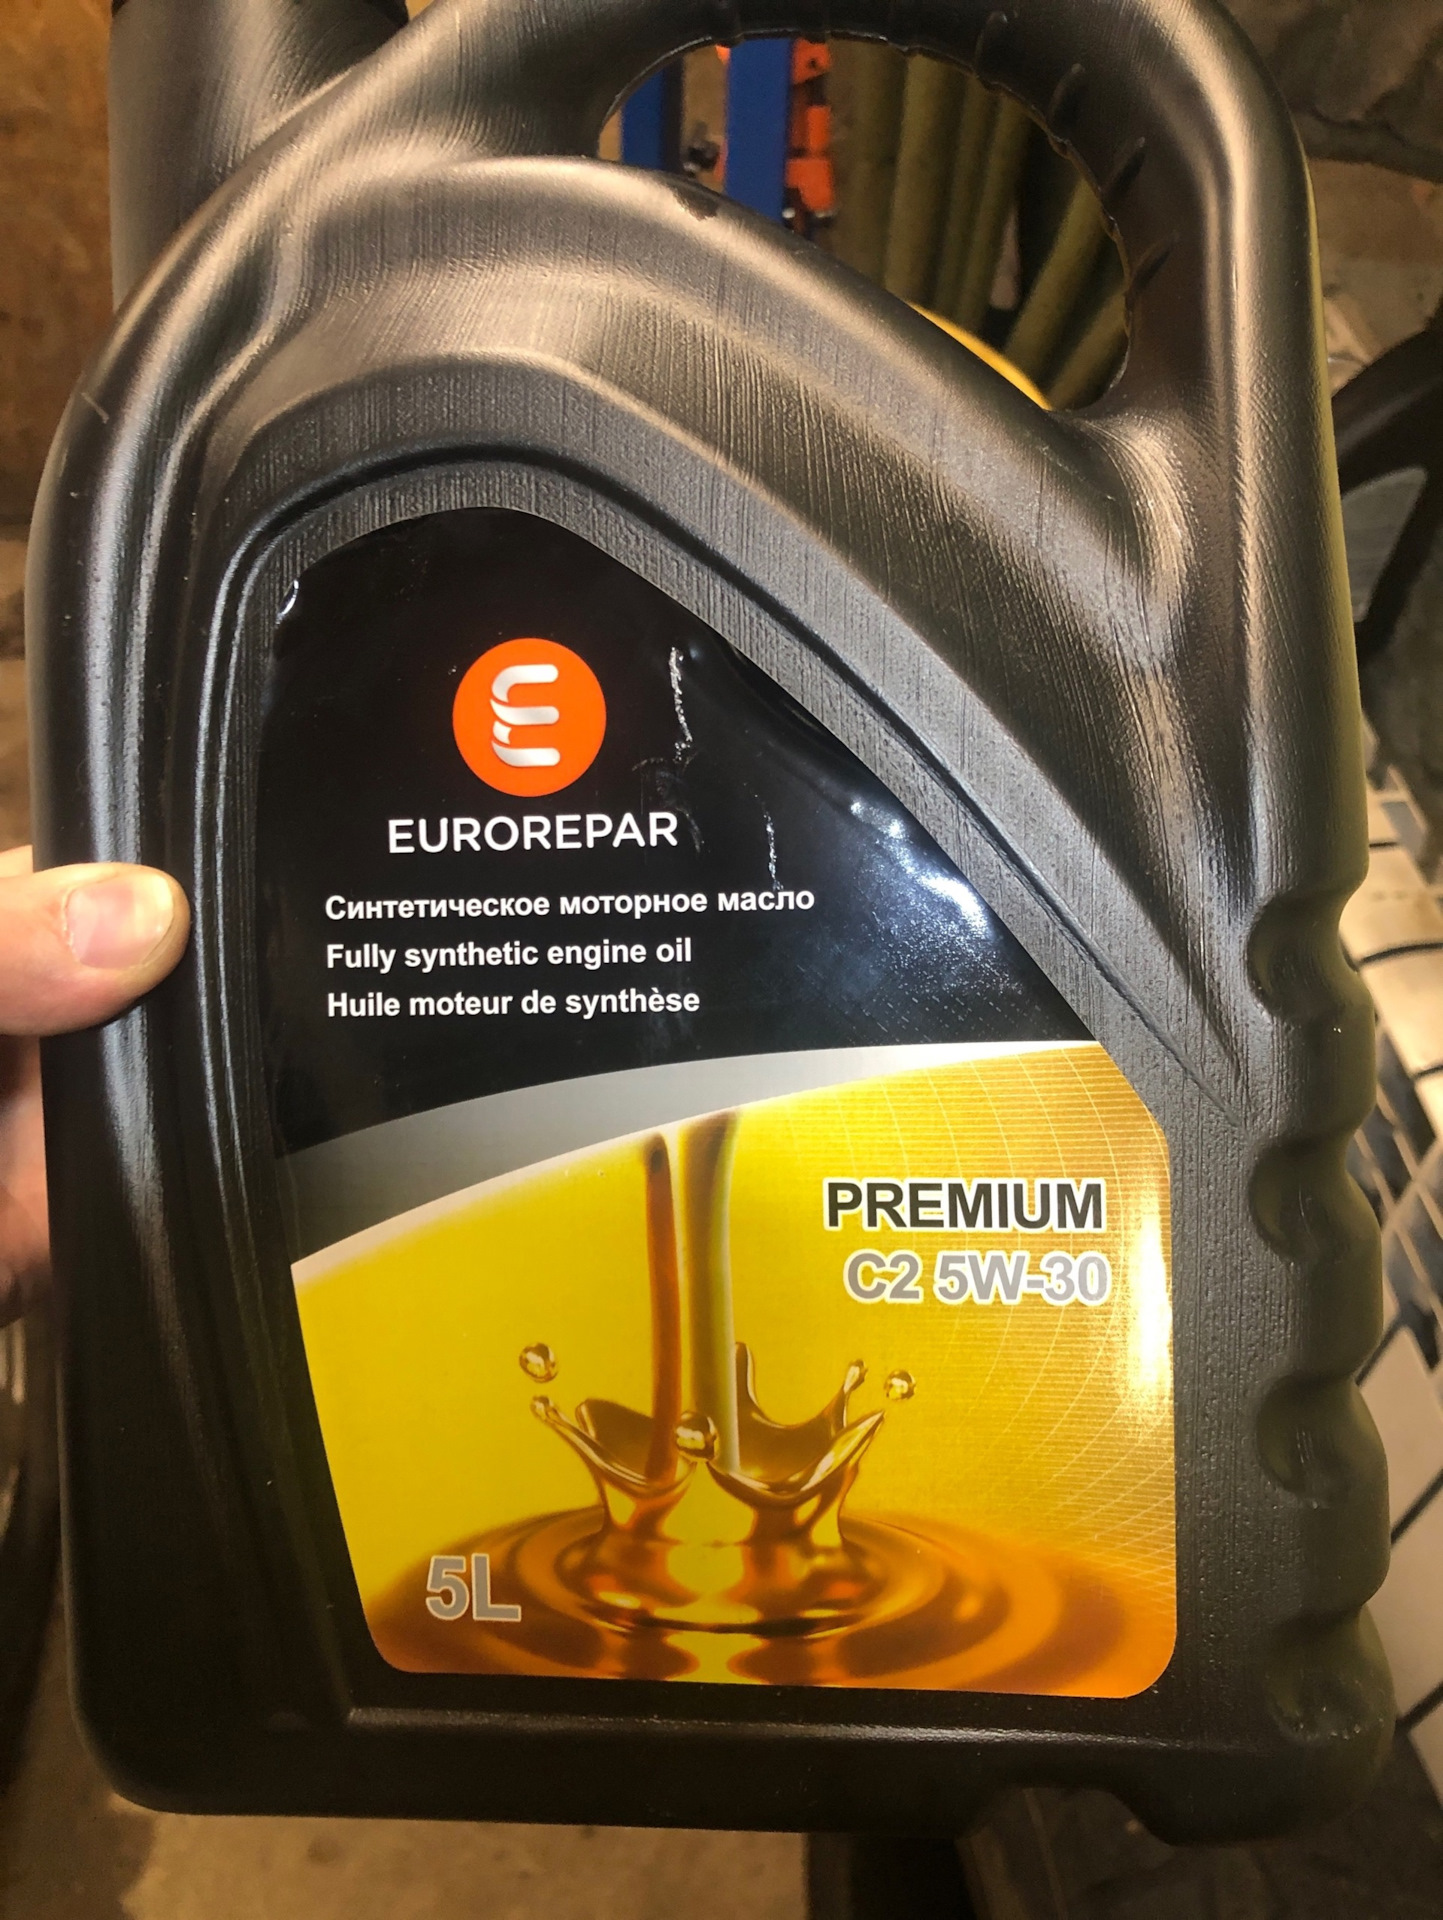 EUROREPAR
Синтетическое моторное масло
Fully synthetic engine oil
Huile moteur de synthèse
PREMIUM
C2 5W-30
5L